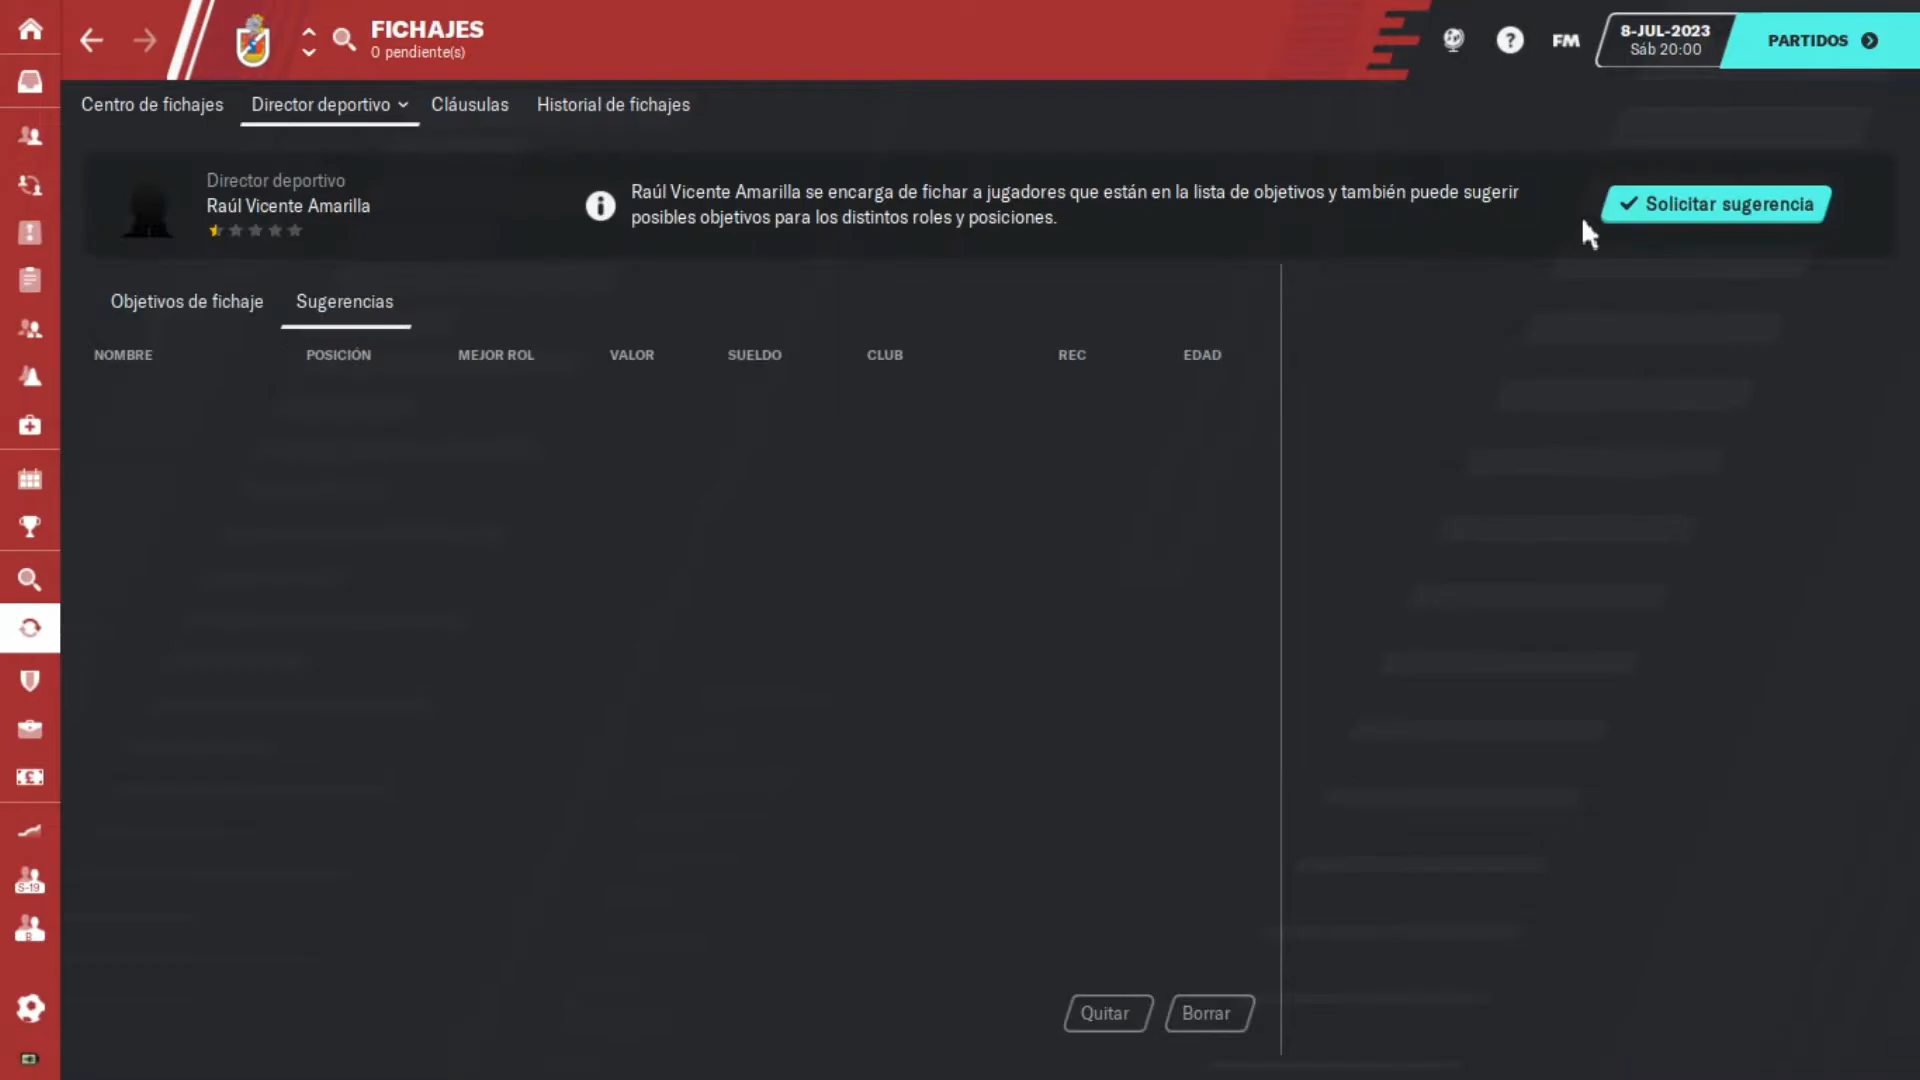 FICHAJES
0 pendiente(s)
FM
8-JUL-2023
Sáb 20:00
PARTIDOS
Centro de fichajes
Director deportivo
Cláusulas
Historial de fichajes
Director deportivo
Raúl Vicente Amarilla
Raúl Vicente Amarilla se encarga de fichar a jugadores que están en la lista de objetivos y también puede sugerir
posibles objetivos para los distintos roles y posiciones.
Solicitar sugerencia
Objetivos de fichaje
Sugerencias
NOMBRE
POSICIÓN
MEJOR ROL
VALOR
SUELDO
CLUB
REC
EDAD
S-19
B
Quitar
Borrar